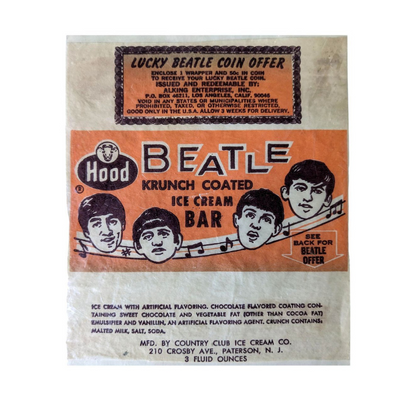 LUCKY BEATLE COIN OFFER
ENCLOSE 1 WRAPPER AND 50c IN COIN
TO RECEIVE YOUR LUCKY BEATLE COIN.
ISSUED AND REDEEMABLE BY:
ALKING ENTERPRISE, INC.
P.O. BOX 46211, LOS ANGELES, CALIF. 90046
VOID IN ANY STATES OR MUNICIPALITIES WHERE
PROHIBITED, TAXED, OR OTHERWISE RESTRICTED.
GOOD ONLY IN THE U.S.A. ALLOW 3 WEEKS FOR DELIVERY.
Hood
®
BEATLE
KRUNCH COATED
ICE CREAM
BAR
SEE
BACK FOR
BEATLE
OFFER
ICE CREAM WITH ARTIFICIAL FLAVORING. CHOCOLATE FLAVORED COATING CON-
TAINING SWEET CHOCOLATE AND VEGETABLE FAT (OTHER THAN COCOA FAT)
EMULSIFIER AND VANILLIN, AN ARTIFICIAL FLAVORING AGENT. CRUNCH CONTAINS:
MALTED MILK, SALT, SODA.
MFD. BY COUNTRY CLUB ICE CREAM CO.
210 CROSBY AVE., PATERSON, N. J.
3 FLUID OUNCES